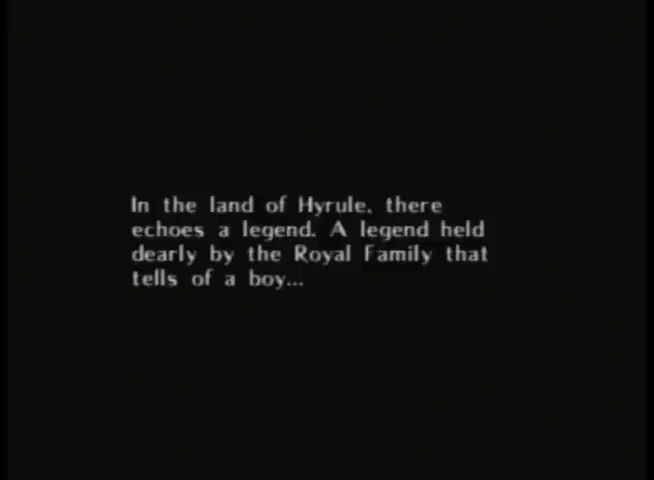 In the land of Hyrule, there
echoes a legend. A legend held
dearly by the Royal Family that
tells of a boy...